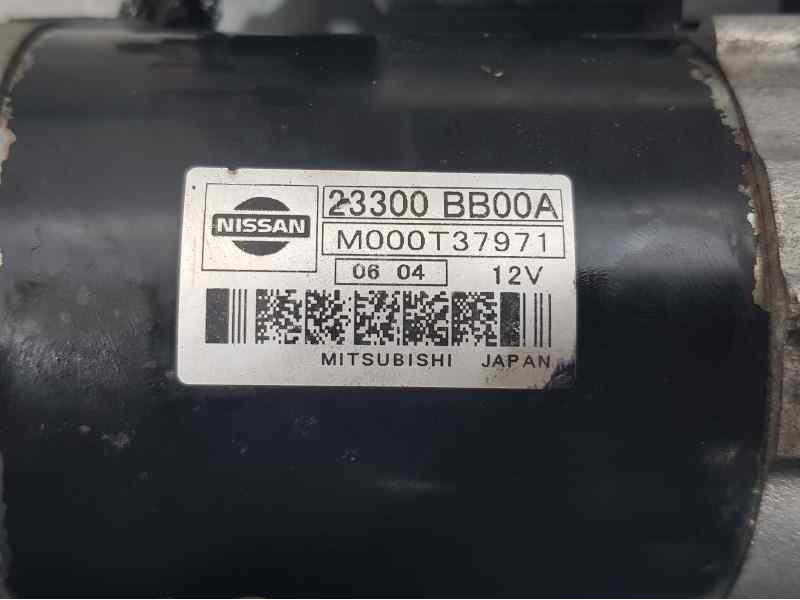 NISSAN
23300 BB00A
M000T37971
06 04 12V
MITSUBISHI JAPAN